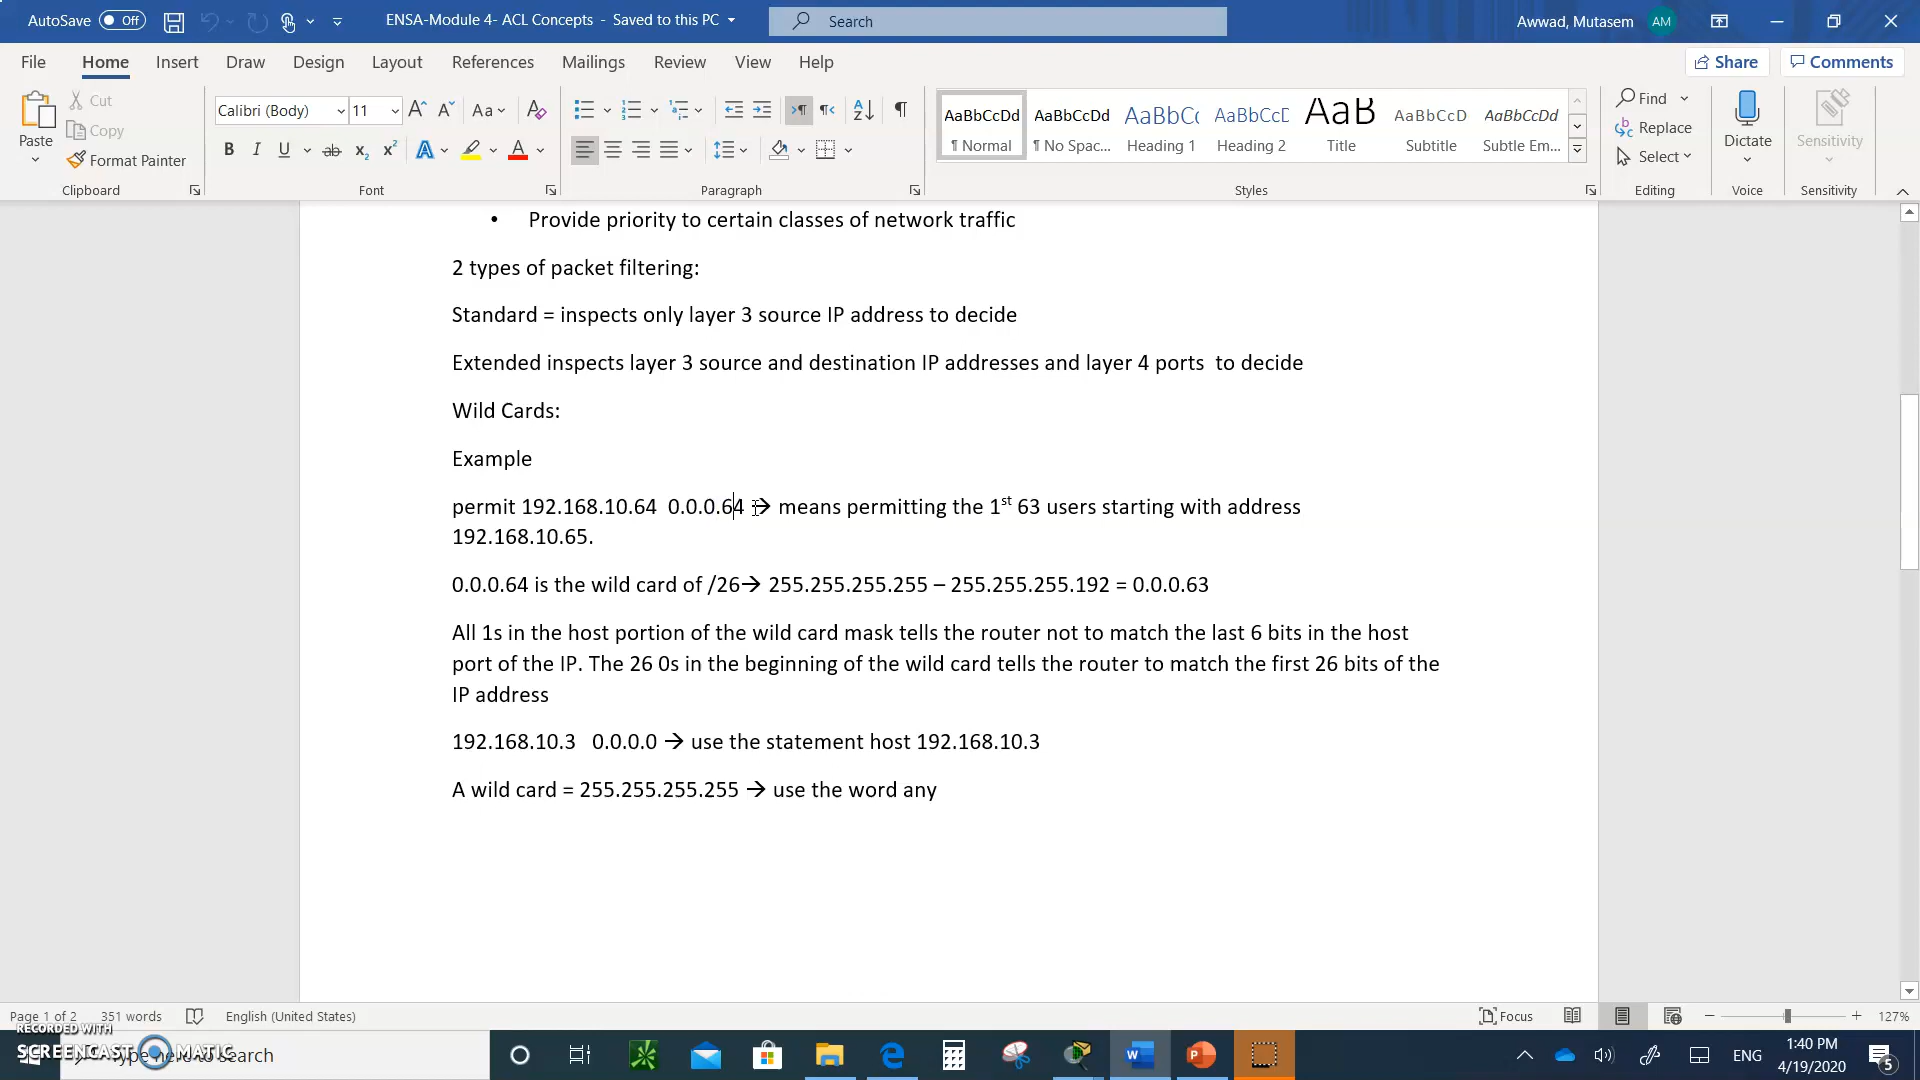 AutoSave Off ENSA-Module 4- ACL Concepts - Saved to this PC Search Awwad, Mutasem AM
File Home Insert Draw Design Layout References Mailings Review View Help Share Comments
Paste Cut Copy Format Painter
Calibri (Body) 11 Aa
B I U ab x₂ x² A A
AaBbCcDd AaBbCcDd AaBbCc AaBbCcE AaB AaBbCcD AaBbCcDd
¶ Normal ¶ No Spac... Heading 1 Heading 2 Title Subtitle Subtle Em...
Find Replace Select Dictate Sensitivity
Clipboard Font Paragraph Styles Editing Voice Sensitivity
• Provide priority to certain classes of network traffic
2 types of packet filtering:
Standard = inspects only layer 3 source IP address to decide
Extended inspects layer 3 source and destination IP addresses and layer 4 ports  to decide
Wild Cards:
Example
permit 192.168.10.64  0.0.0.64 → means permitting the 1st 63 users starting with address
192.168.10.65.
0.0.0.64 is the wild card of /26→ 255.255.255.255 – 255.255.255.192 = 0.0.0.63
All 1s in the host portion of the wild card mask tells the router not to match the last 6 bits in the host
port of the IP. The 26 0s in the beginning of the wild card tells the router to match the first 26 bits of the
IP address
192.168.10.3   0.0.0.0 → use the statement host 192.168.10.3
A wild card = 255.255.255.255 → use the word any
Page 1 of 2 351 words English (United States) Focus 127%
RECORDED WITH
SCREENCAST MATIC
Type here to search
ENG 1:40 PM
4/19/2020 5